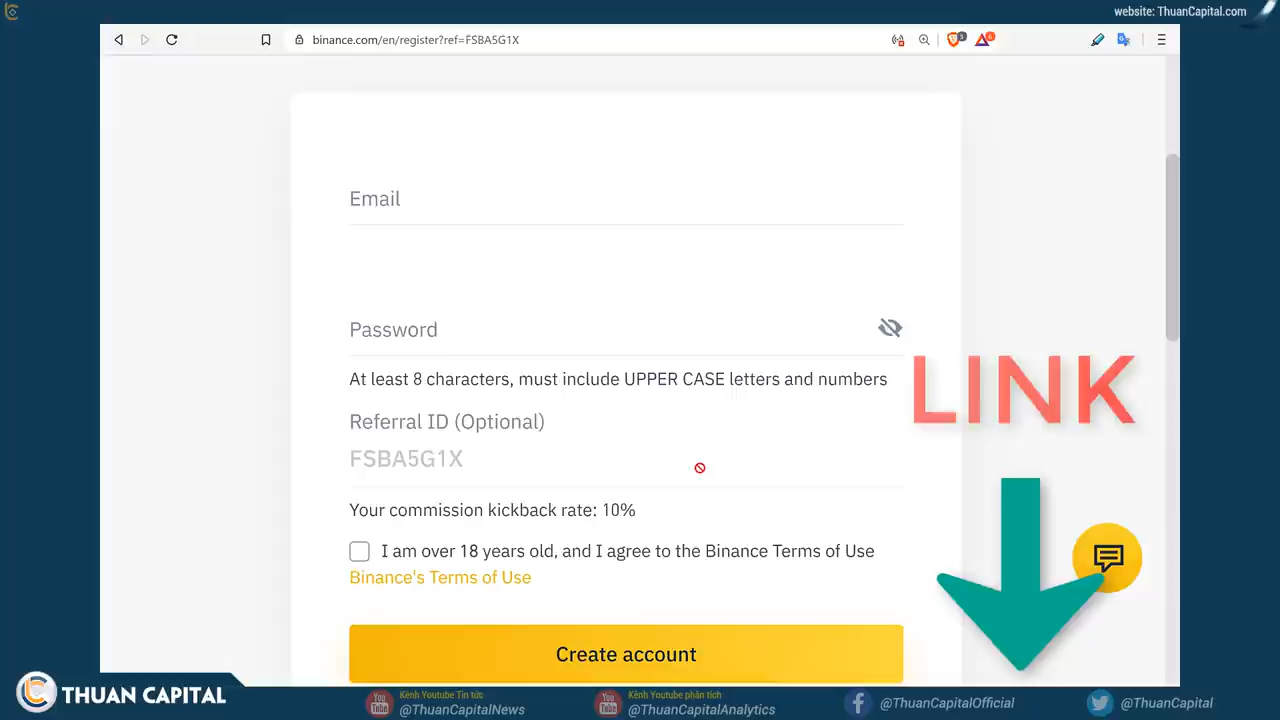 website: ThuanCapital.com
binance.com/en/register?ref=FSBA5G1X
Email
Password
At least 8 characters, must include UPPER CASE letters and numbers
Referral ID (Optional)
FSBA5G1X
Your commission kickback rate: 10%
I am over 18 years old, and I agree to the Binance Terms of Use
Binance's Terms of Use
Create account
LINK
THUAN CAPITAL
Kênh Youtube Tin tức
@ThuanCapitalNews
Kênh Youtube phân tích
@ThuanCapitalAnalytics
@ThuanCapitalOfficial
@ThuanCapital